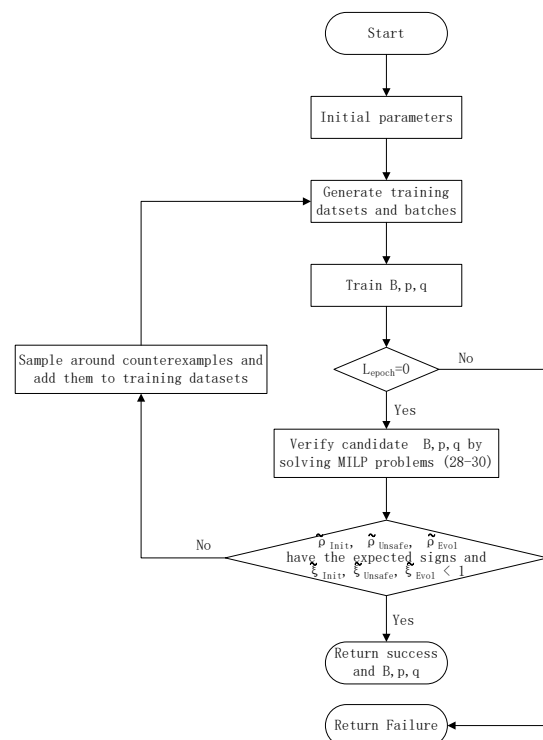 Start
Initial parameters
Generate training
datsets and batches
Train B,p,q
Sample around counterexamples and
add them to training datasets
L_epoch=0
No
Yes
Verify candidate B,p,q by
solving MILP problems (28-30)
ρ̃_Init, ρ̃_Unsafe, ρ̃_Evol
have the expected signs and
ξ̃_Init, ξ̃_Unsafe, ξ̃_Evol < 1
No
Yes
Return success
and B,p,q
Return Failure